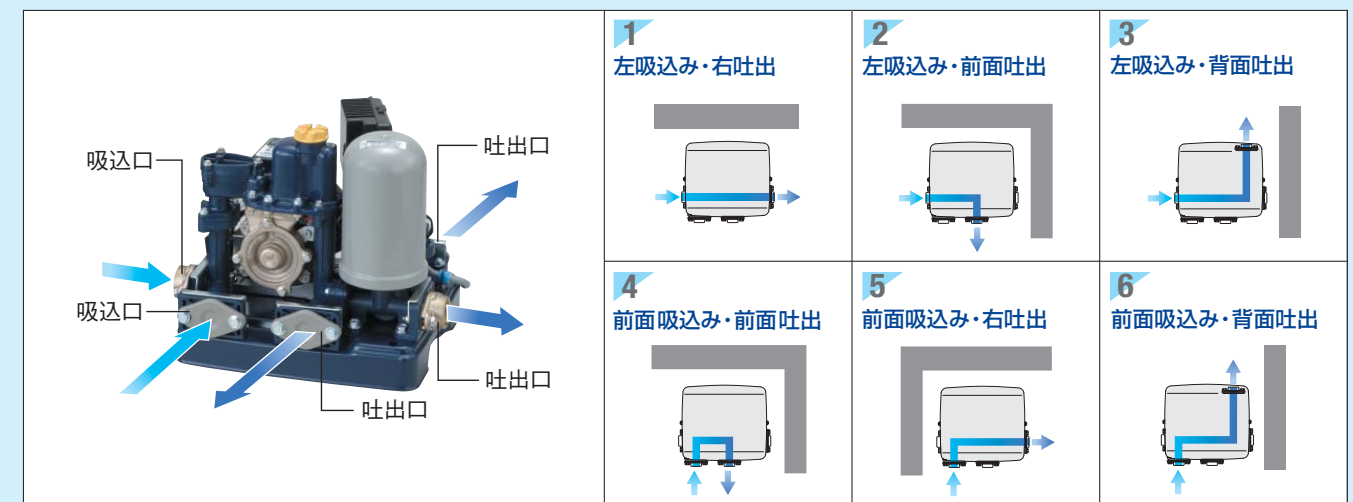 吸込口
吐出口
吸込口
吐出口
吐出口
1
左吸込み・右吐出
2
左吸込み・前面吐出
3
左吸込み・背面吐出
4
前面吸込み・前面吐出
5
前面吸込み・右吐出
6
前面吸込み・背面吐出